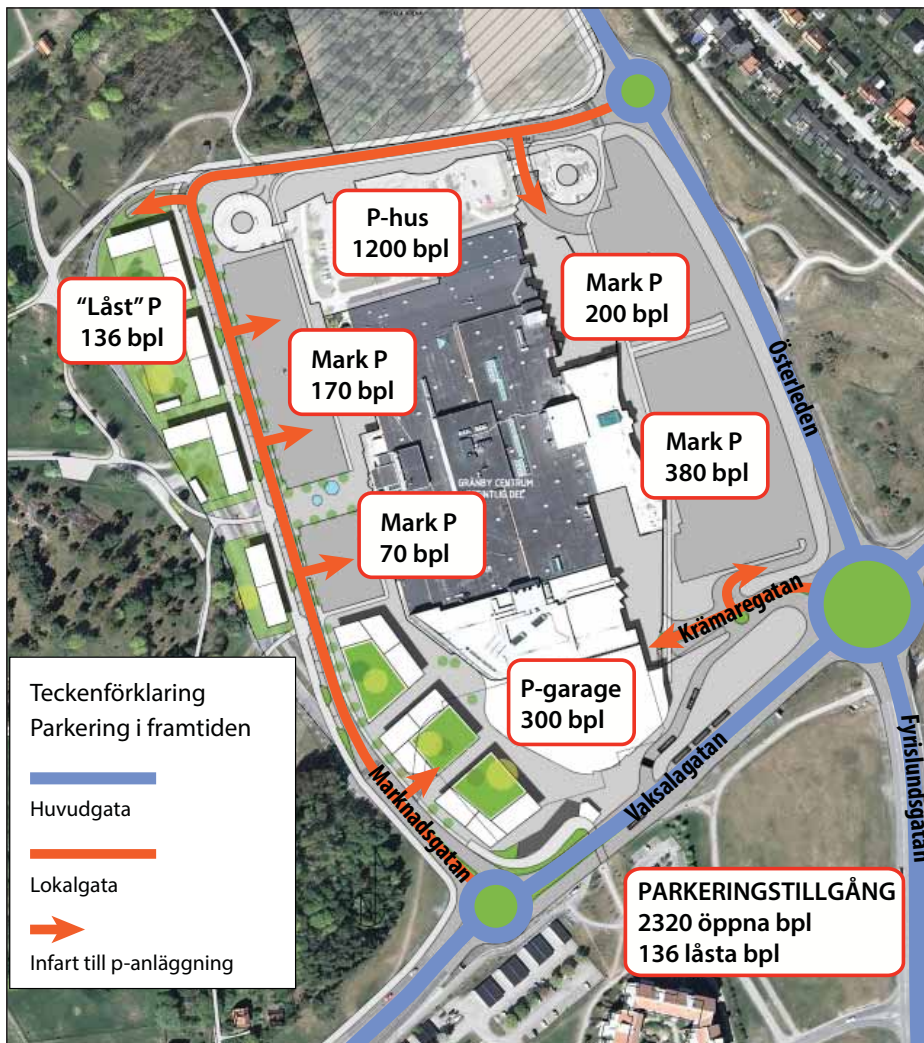 P-hus
1200 bpl
"Låst" P
136 bpl
Mark P
200 bpl
Mark P
170 bpl
Österleden
Mark P
380 bpl
GRÄNBY CENTRUM
DEL
Mark P
70 bpl
Krämaregatan
P-garage
300 bpl
Marknadsgatan
Vaksalagatan
Fyrislundsgatan
Teckenförklaring
Parkering i framtiden
Huvudgata
Lokalgata
Infart till p-anläggning
PARKERINGSTILLGÅNG
2320 öppna bpl
136 låsta bpl